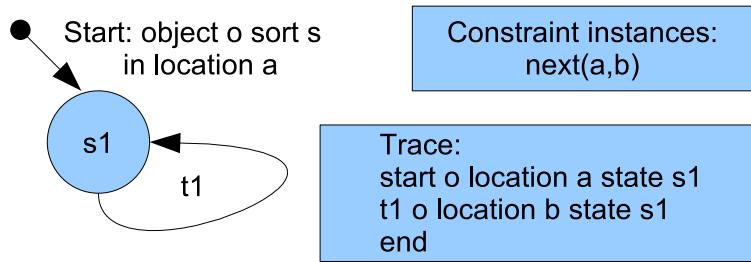 Start: object o sort s
in location a
Constraint instances:
next(a,b)
s1
t1
Trace:
start o location a state s1
t1 o location b state s1
end